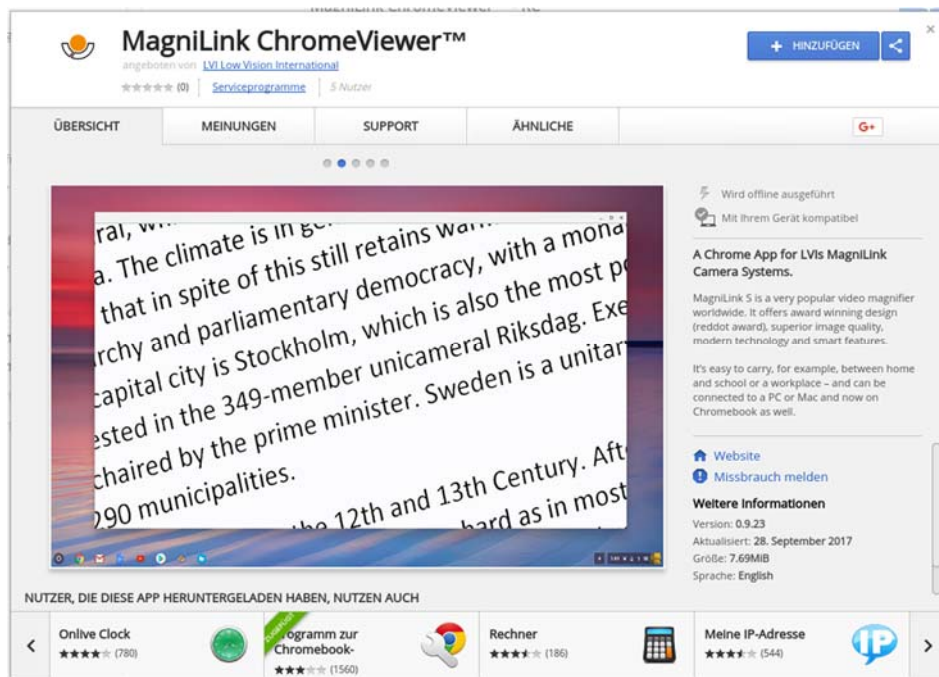 MagniLink ChromeViewer™
angeboten von LVI Low Vision International
(0) Serviceprogramme 5 Nutzer
+ HINZUFÜGEN
ÜBERSICHT MEINUNGEN SUPPORT ÄHNLICHE G+
a. The climate is in
that in spite of this still retains
archy and parliamentary democracy, with a mona
capital city is Stockholm, which is also the most po
ested in the 349-member unicameral Riksdag. Exe
chaired by the prime minister. Sweden is a unitar
290 municipalities.
12th and 13th Century. Aft
hard as in most
Wird offline ausgeführt
Mit Ihrem Gerät kompatibel
A Chrome App for LVIs MagniLink
Camera Systems.
MagniLink S is a very popular video magnifier
worldwide. It offers award winning design
(reddot award), superior image quality,
modern technology and smart features.
It's easy to carry, for example, between home
and school or a workplace – and can be
connected to a PC or Mac and now on
Chromebook as well.
Website
Missbrauch melden
Weitere Informationen
Version: 0.9.23
Aktualisiert: 28. September 2017
Größe: 7.69MiB
Sprache: English
NUTZER, DIE DIESE APP HERUNTERGELADEN HABEN, NUTZEN AUCH
Onlive Clock
(780)
ZUGEFÜGT
Programm zur
Chromebook-
(1560)
Rechner
(186)
Meine IP-Adresse
(544)
IP